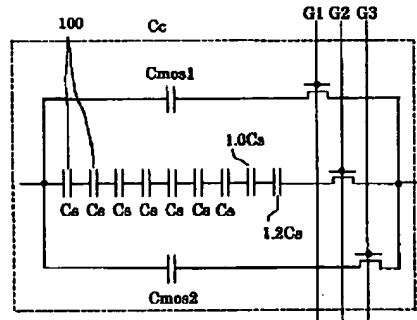 100 Cc G1 G2 G3
Cmos1
1.0Cs
Cs Cs Cs Cs Cs Cs Cs
1.2Cs
Cmos2